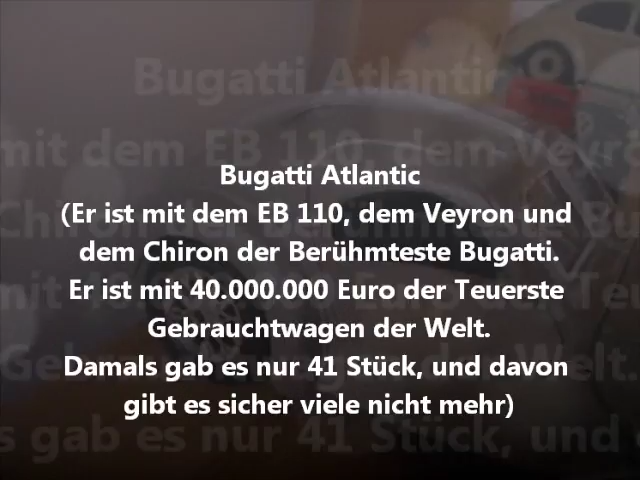 Bugatti Atlantic
(Er ist mit dem EB 110, dem Veyron und
dem Chiron der Berühmteste Bugatti.
Er ist mit 40.000.000 Euro der Teuerste
Gebrauchtwagen der Welt.
Damals gab es nur 41 Stück, und davon
gibt es sicher viele nicht mehr)